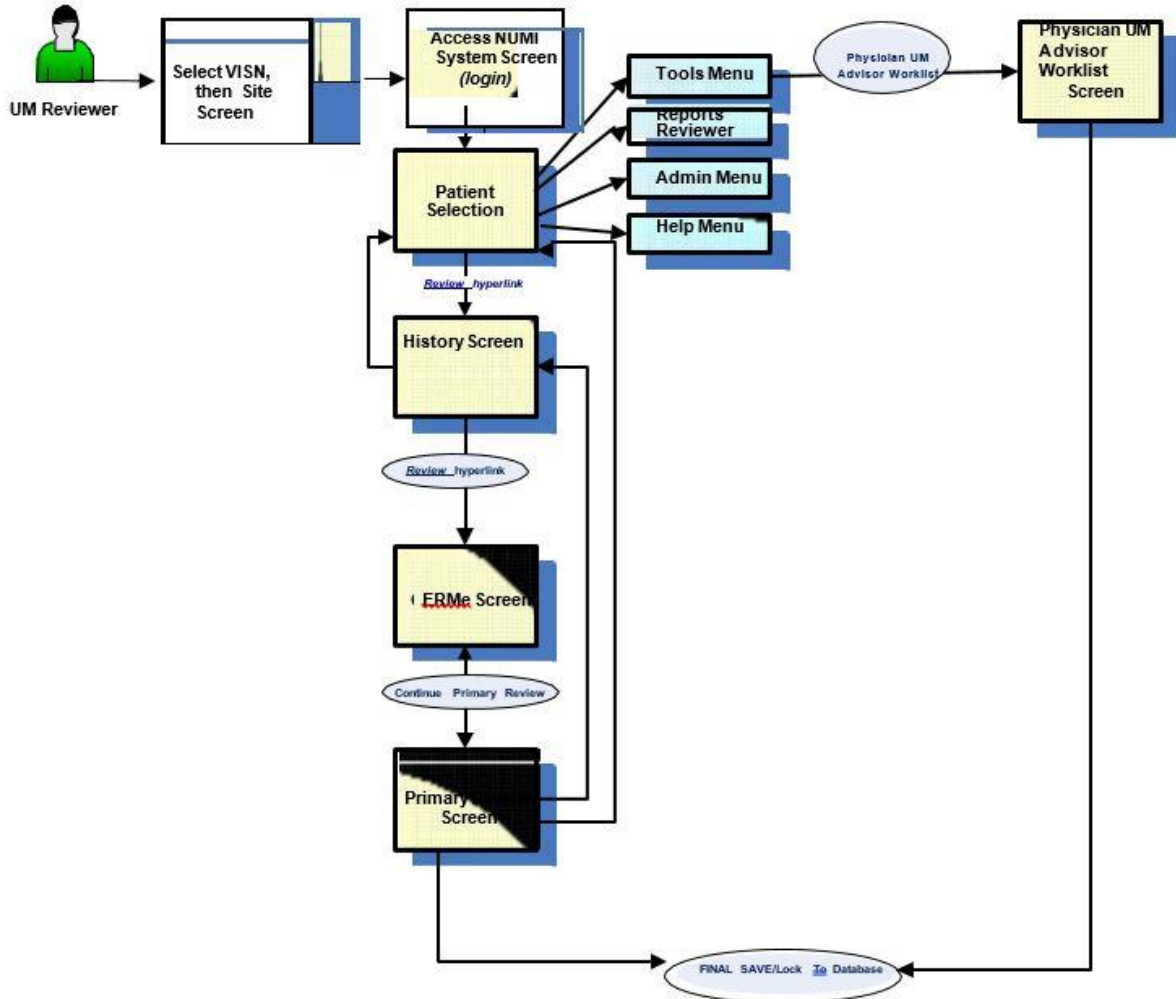 UM Reviewer
Select VISN,
then Site
Screen
Access NUMI
System Screen
(login)
Tools Menu
Reports
Reviewer
Admin Menu
Help Menu
Physician UM
Advisor Worklist
Physician UM
Advisor
Worklist
Screen
Patient
Selection
Review hyperlink
History Screen
Review hyperlink
ERMe Screen
Continue Primary Review
Primary
Screen
FINAL SAVE/Lock To Database